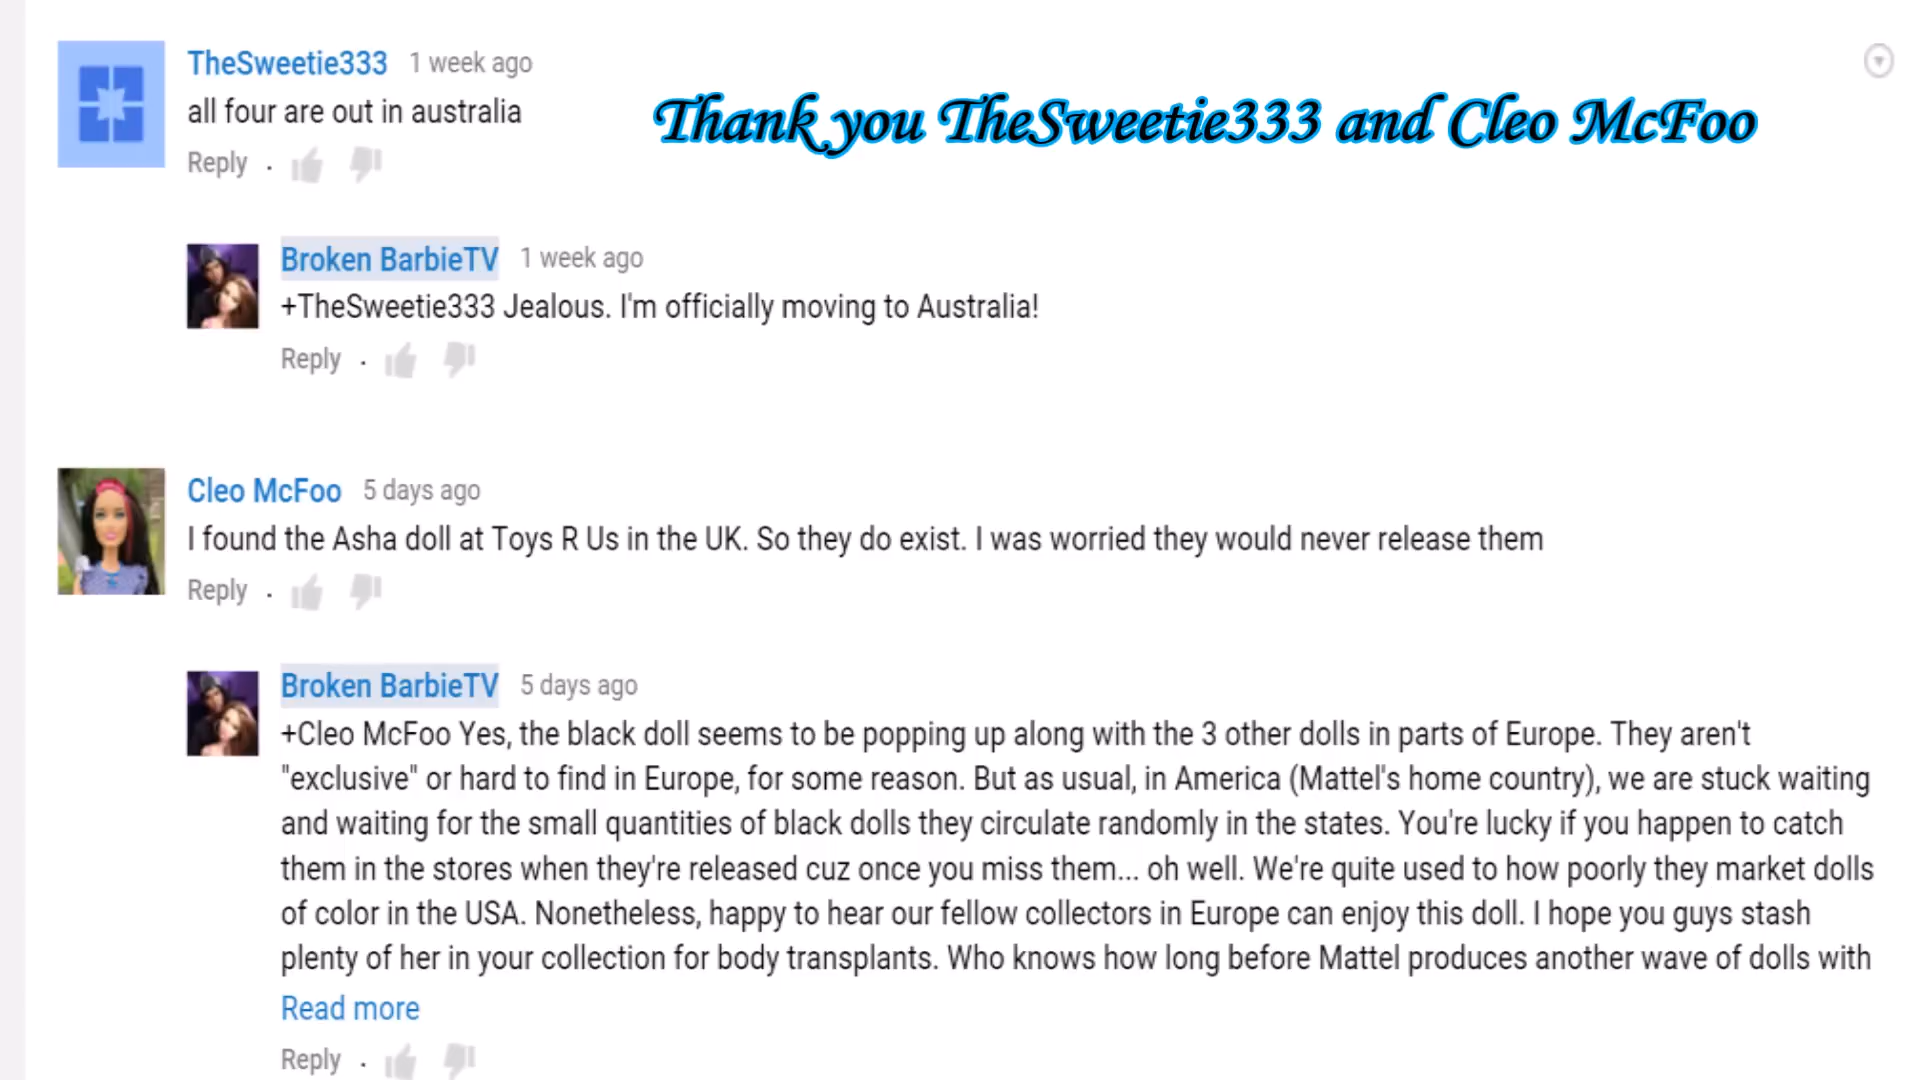 TheSweetie333 1 week ago
all four are out in australia
Thank you TheSweetie333 and Cleo McFoo
Reply .
Broken BarbieTV 1 week ago
+TheSweetie333 Jealous. I'm officially moving to Australia!
Reply .
Cleo McFoo 5 days ago
I found the Asha doll at Toys R Us in the UK. So they do exist. I was worried they would never release them
Reply .
Broken BarbieTV 5 days ago
+Cleo McFoo Yes, the black doll seems to be popping up along with the 3 other dolls in parts of Europe. They aren't
"exclusive" or hard to find in Europe, for some reason. But as usual, in America (Mattel's home country), we are stuck waiting
and waiting for the small quantities of black dolls they circulate randomly in the states. You're lucky if you happen to catch
them in the stores when they're released cuz once you miss them... oh well. We're quite used to how poorly they market dolls
of color in the USA. Nonetheless, happy to hear our fellow collectors in Europe can enjoy this doll. I hope you guys stash
plenty of her in your collection for body transplants. Who knows how long before Mattel produces another wave of dolls with
Read more
Reply .